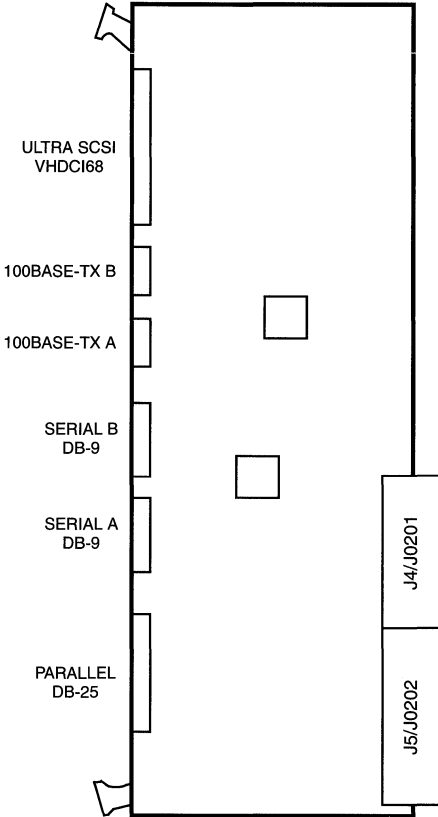 ULTRA SCSI
VHDCI68
100BASE-TX B
100BASE-TX A
SERIAL B
DB-9
SERIAL A
DB-9
J4/J0201
PARALLEL
DB-25
J5/J0202